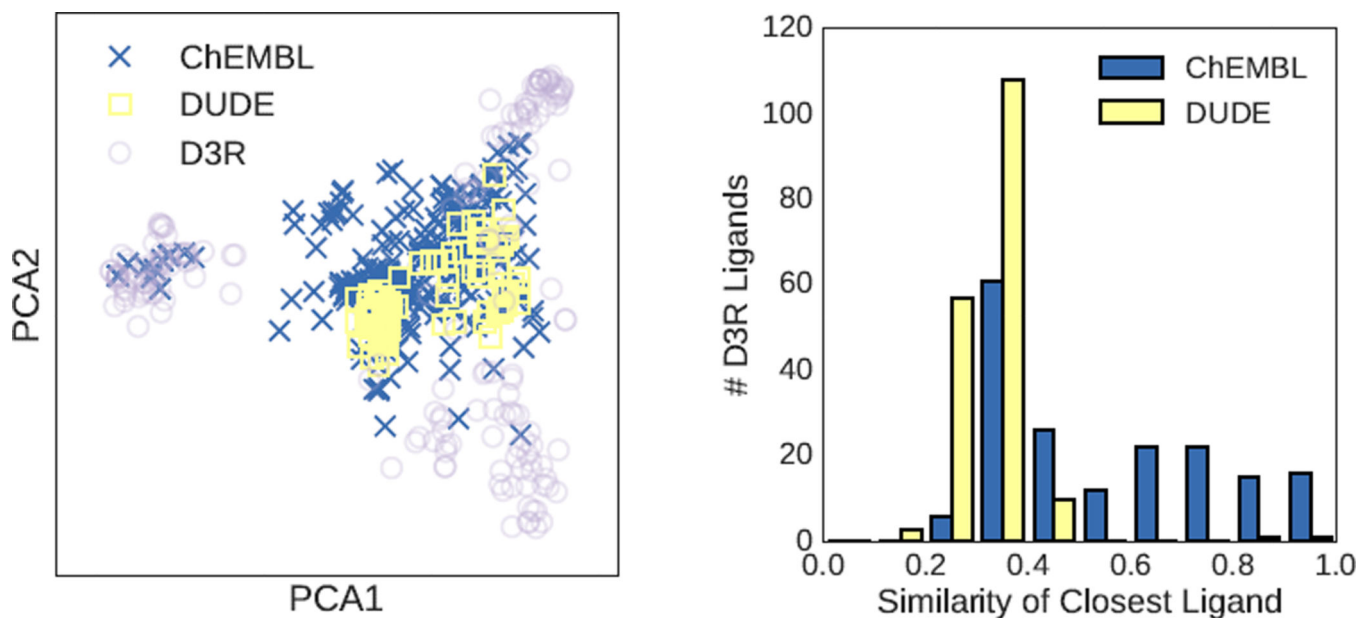 ChEMBL
DUDE
D3R
PCA2
PCA1
120
100
80
60
40
20
0
# D3R Ligands
ChEMBL
DUDE
0.0 0.2 0.4 0.6 0.8 1.0
Similarity of Closest Ligand